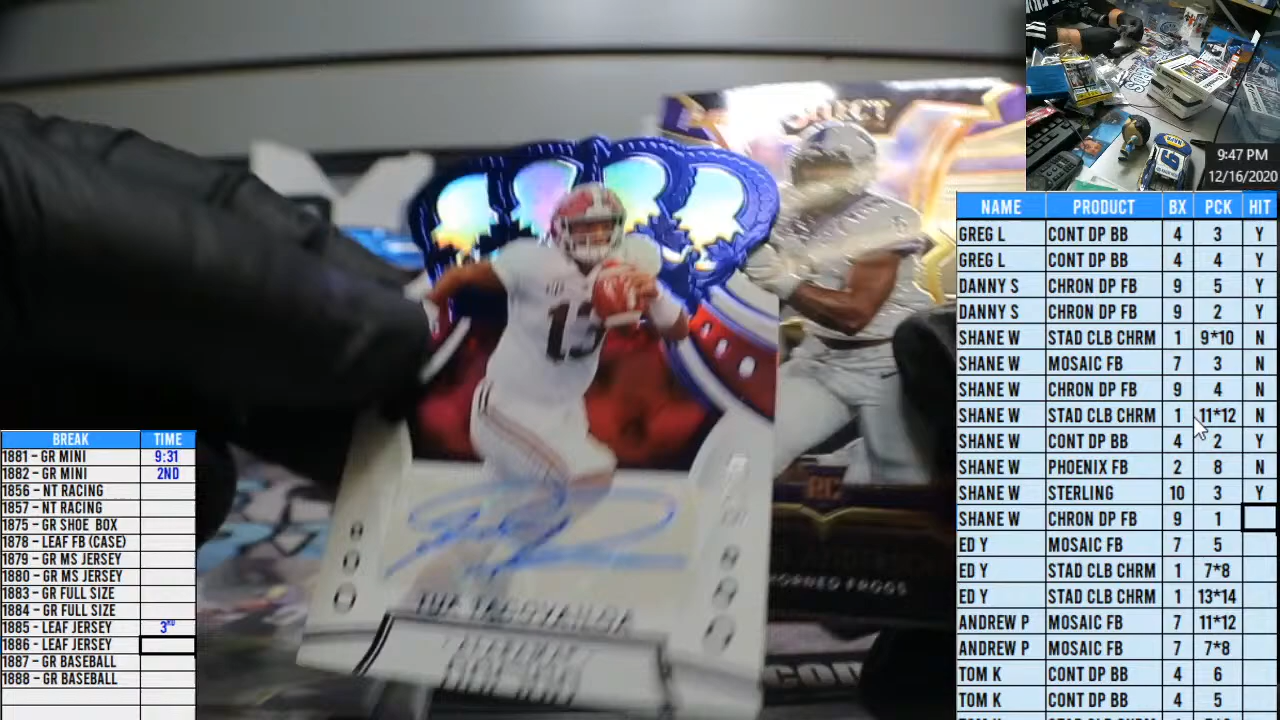 9:47 PM
12/16/2020
NAME PRODUCT BX PCK HIT
GREG L CONT DP BB 4 3 Y
GREG L CONT DP BB 4 4 Y
DANNY S CHRON DP FB 9 5 Y
DANNY S CHRON DP FB 9 2 Y
SHANE W STAD CLB CHRM 1 9*10 N
SHANE W MOSAIC FB 7 3 N
SHANE W CHRON DP FB 9 4 N
SHANE W STAD CLB CHRM 1 11*12 N
SHANE W CONT DP BB 4 2 Y
SHANE W PHOENIX FB 2 8 N
SHANE W STERLING 10 3 Y
SHANE W CHRON DP FB 9 1
ED Y MOSAIC FB 7 5
ED Y STAD CLB CHRM 1 7*8
ED Y STAD CLB CHRM 1 13*14
ANDREW P MOSAIC FB 7 11*12
ANDREW P MOSAIC FB 7 7*8
TOM K CONT DP BB 4 6
TOM K CONT DP BB 4 5
BREAK TIME
1881 - GR MINI 9:31
1882 - GR MINI 2ND
1856 - NT RACING
1857 - NT RACING
1875 - GR SHOE BOX
1878 - LEAF FB (CASE)
1879 - GR MS JERSEY
1880 - GR MS JERSEY
1883 - GR FULL SIZE
1884 - GR FULL SIZE
1885 - LEAF JERSEY 3RD
1886 - LEAF JERSEY
1887 - GR BASEBALL
1888 - GR BASEBALL
SELECT
13
RC
HORNED FROGS
TUA TAGOVAILOA